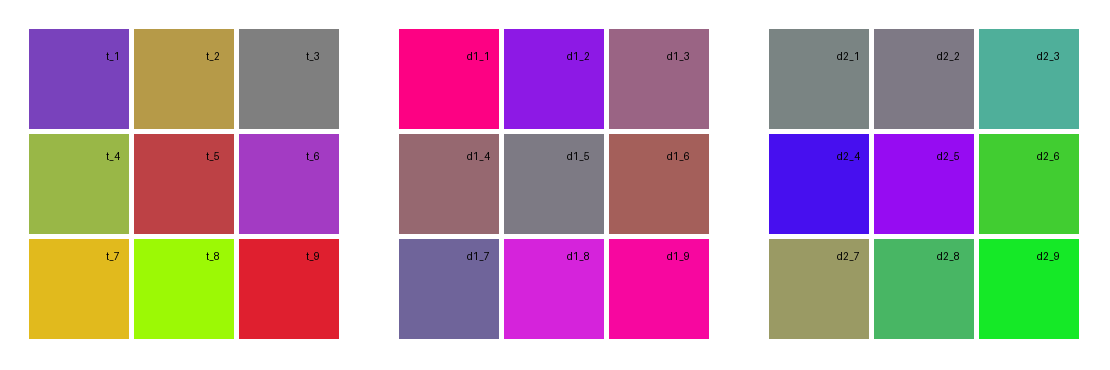 t_1 t_2 t_3 d1_1 d1_2 d1_3 d2_1 d2_2 d2_3
t_4 t_5 t_6 d1_4 d1_5 d1_6 d2_4 d2_5 d2_6
t_7 t_8 t_9 d1_7 d1_8 d1_9 d2_7 d2_8 d2_9